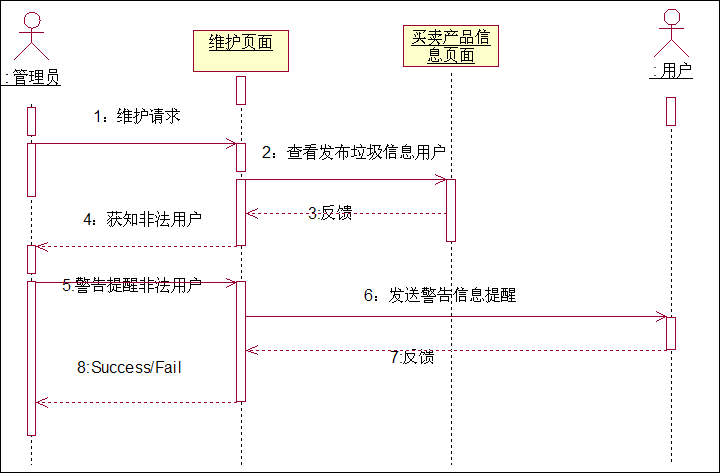 : 管理员
维护页面
买卖产品信
息页面
: 用户
1：维护请求
2：查看发布垃圾信息用户
3:反馈
4：获知非法用户
5.警告提醒非法用户
6：发送警告信息提醒
7:反馈
8:Success/Fail